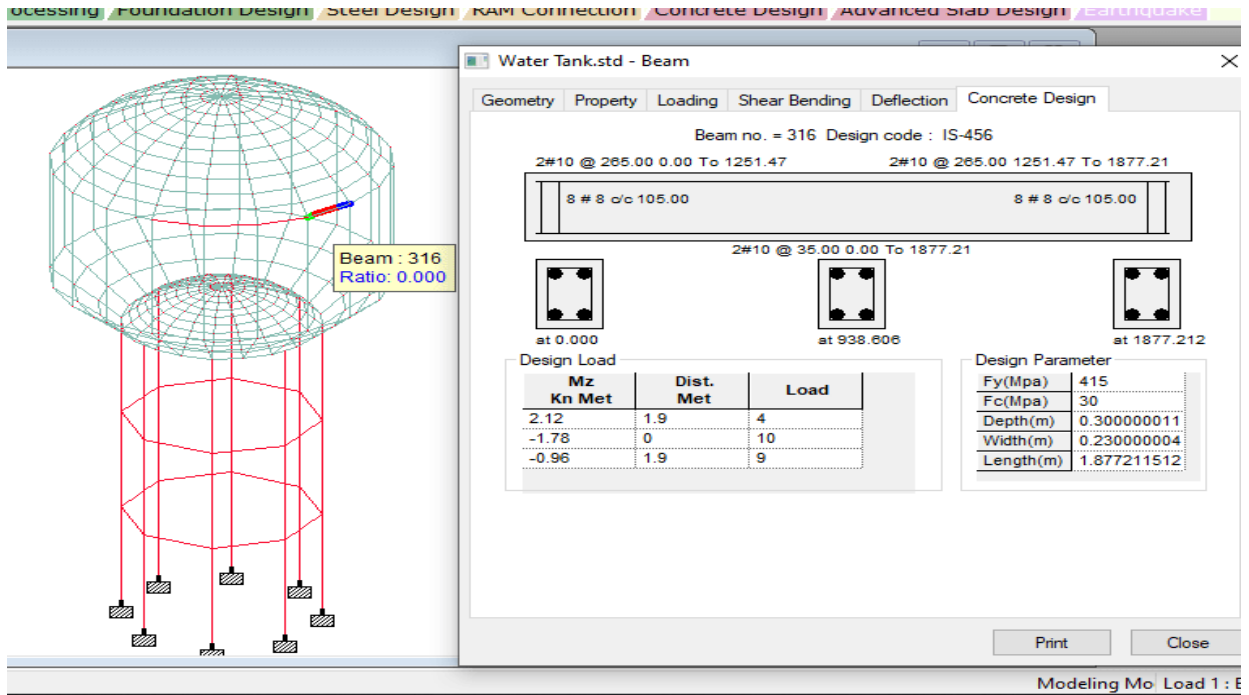 ocessing Foundation Design Steel Design RAM Connection Concrete Design Advanced Slab Design Earthquake
Water Tank.std - Beam
Geometry Property Loading Shear Bending Deflection Concrete Design
Beam no. = 316 Design code : IS-456
2#10 @ 265.00 0.00 To 1251.47 2#10 @ 265.00 1251.47 To 1877.21
8 # 8 c/c 105.00 8 # 8 c/c 105.00
2#10 @ 35.00 0.00 To 1877.21
at 0.000 at 938.606 at 1877.212
Beam : 316
Ratio: 0.000
Design Load
Mz Kn Met Dist. Met Load
2.12 1.9 4
-1.78 0 10
-0.96 1.9 9
Design Parameter
Fy(Mpa) 415
Fc(Mpa) 30
Depth(m) 0.300000011
Width(m) 0.230000004
Length(m) 1.877211512
Print Close
Modeling Mo Load 1 : E